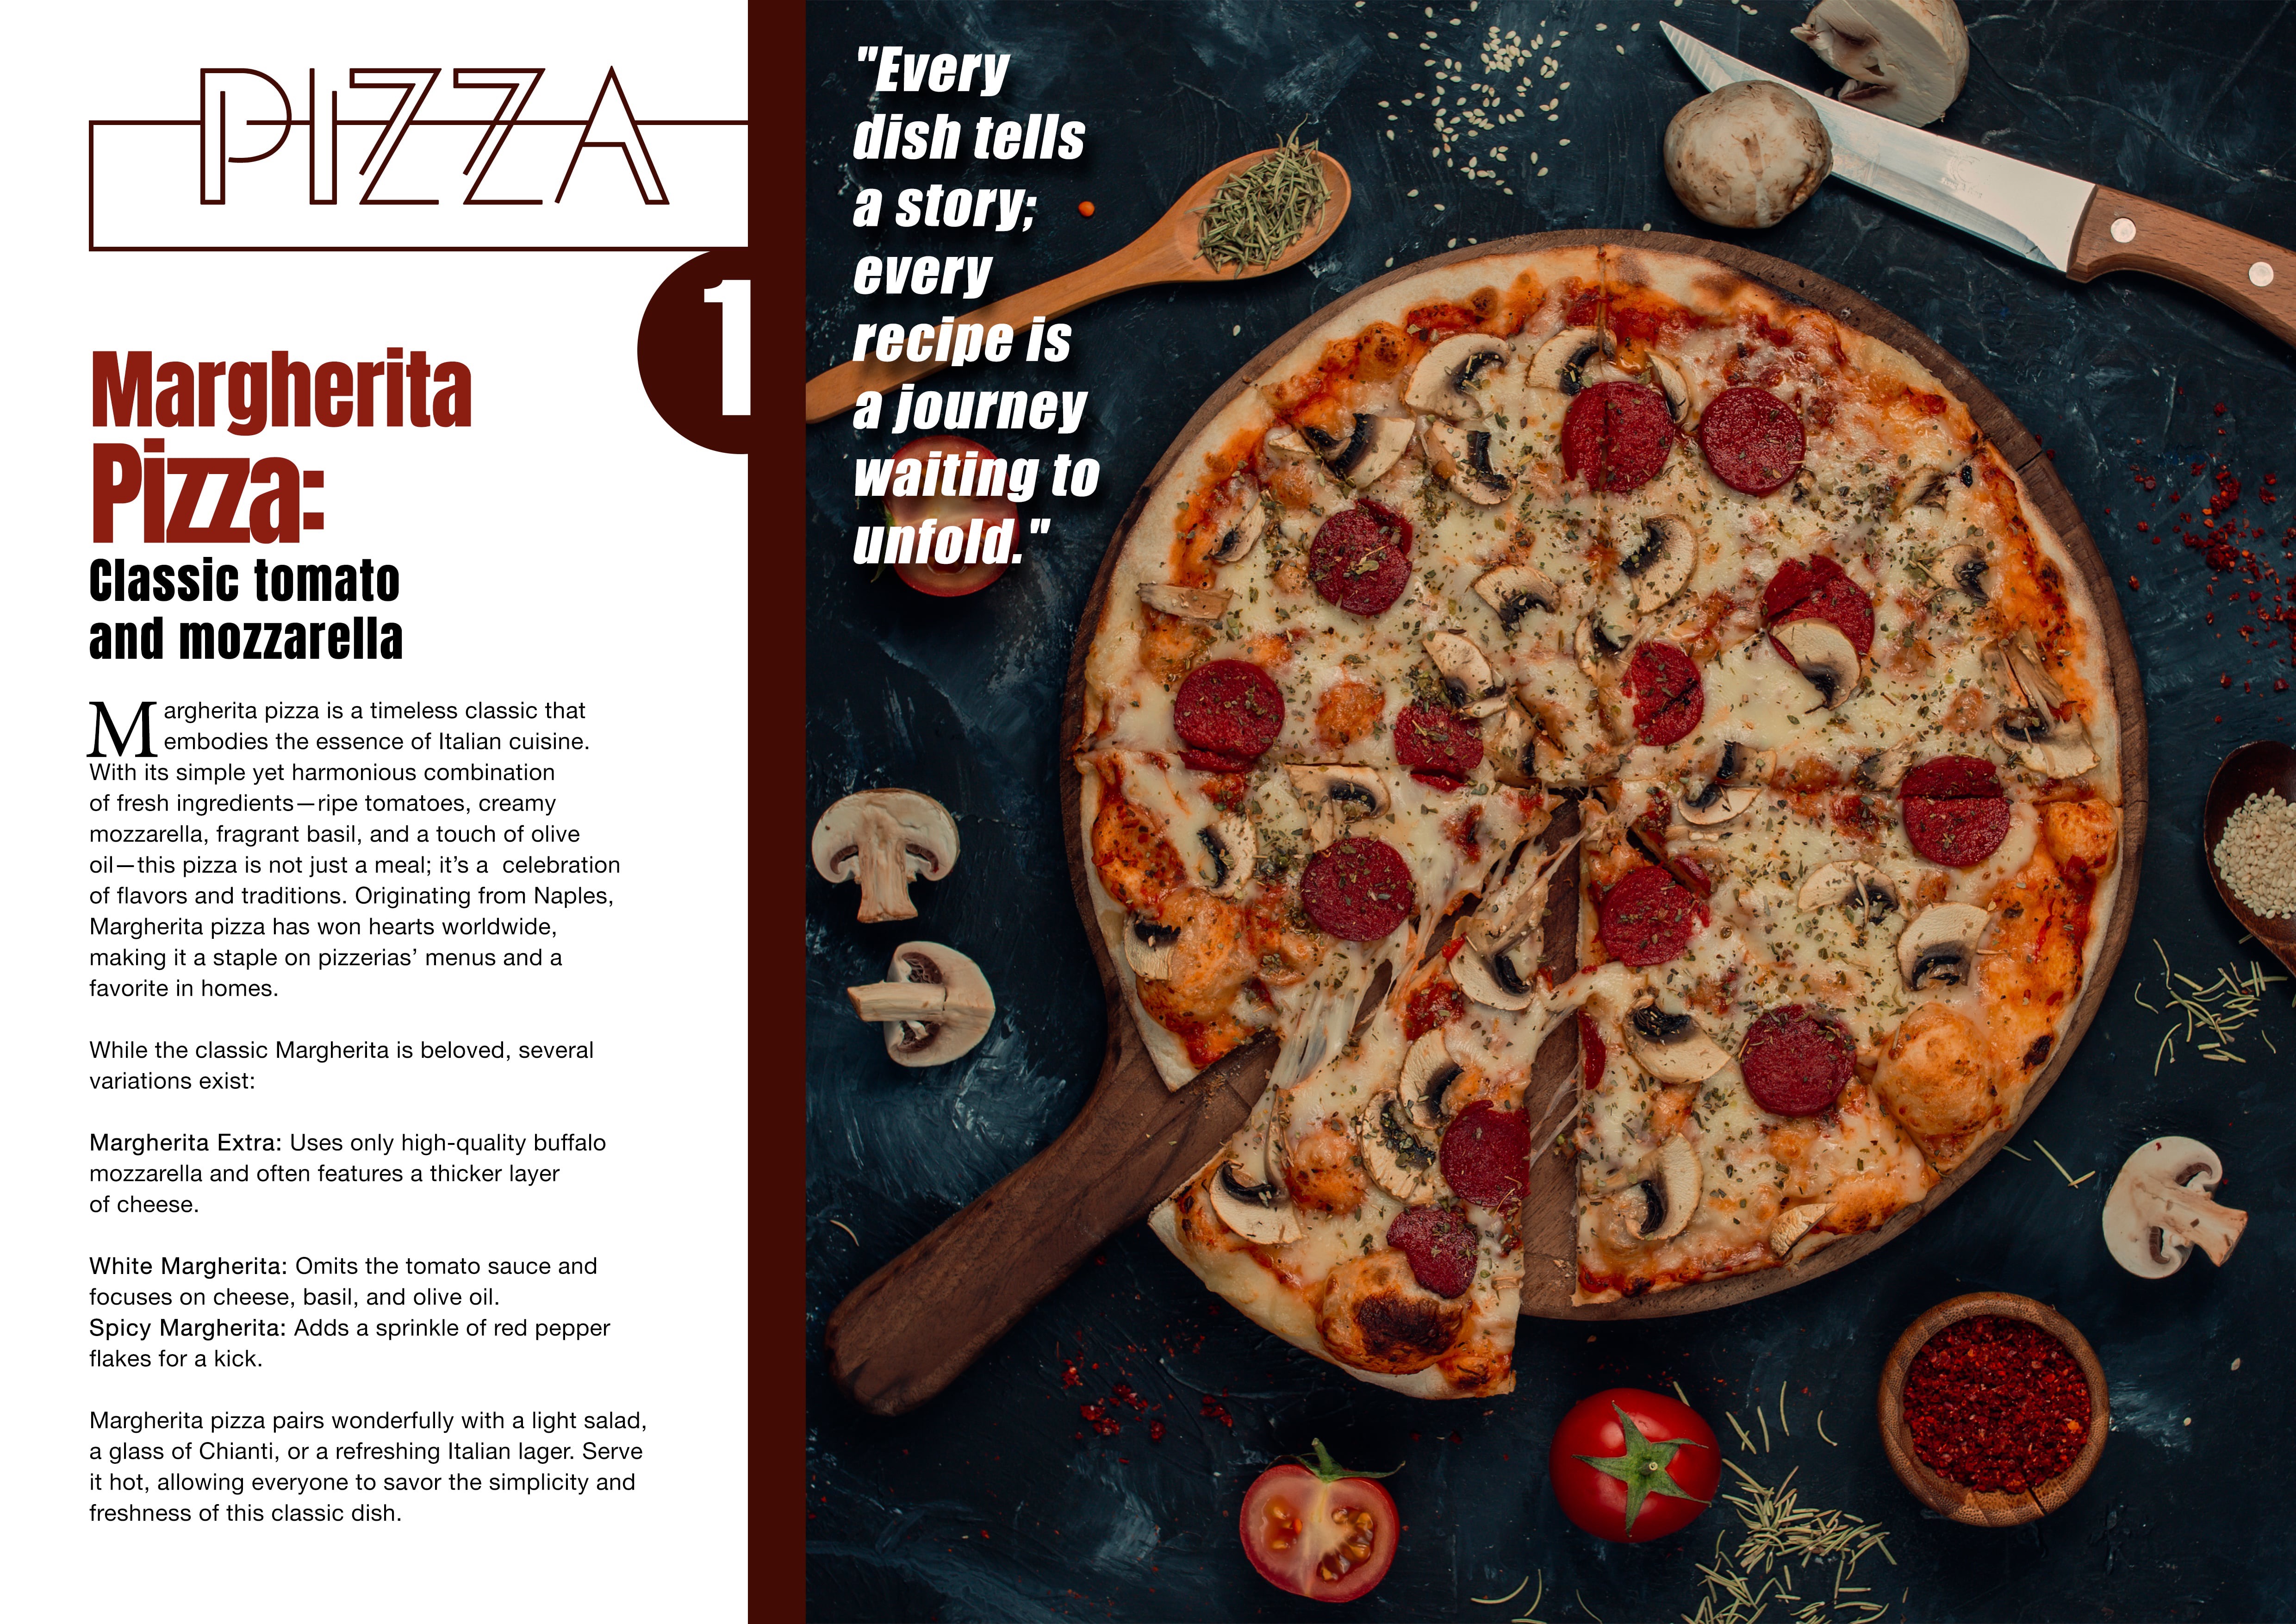 PIZZA
1
Margherita
Pizza:
Classic tomato
and mozzarella
Margherita pizza is a timeless classic that
embodies the essence of Italian cuisine.
With its simple yet harmonious combination
of fresh ingredients—ripe tomatoes, creamy
mozzarella, fragrant basil, and a touch of olive
oil—this pizza is not just a meal; it’s a  celebration
of flavors and traditions. Originating from Naples,
Margherita pizza has won hearts worldwide,
making it a staple on pizzerias’ menus and a
favorite in homes.
While the classic Margherita is beloved, several
variations exist:
Margherita Extra: Uses only high-quality buffalo
mozzarella and often features a thicker layer
of cheese.
White Margherita: Omits the tomato sauce and
focuses on cheese, basil, and olive oil.
Spicy Margherita: Adds a sprinkle of red pepper
flakes for a kick.
Margherita pizza pairs wonderfully with a light salad,
a glass of Chianti, or a refreshing Italian lager. Serve
it hot, allowing everyone to savor the simplicity and
freshness of this classic dish.
"Every
dish tells
a story;
every
recipe is
a journey
waiting to
unfold."